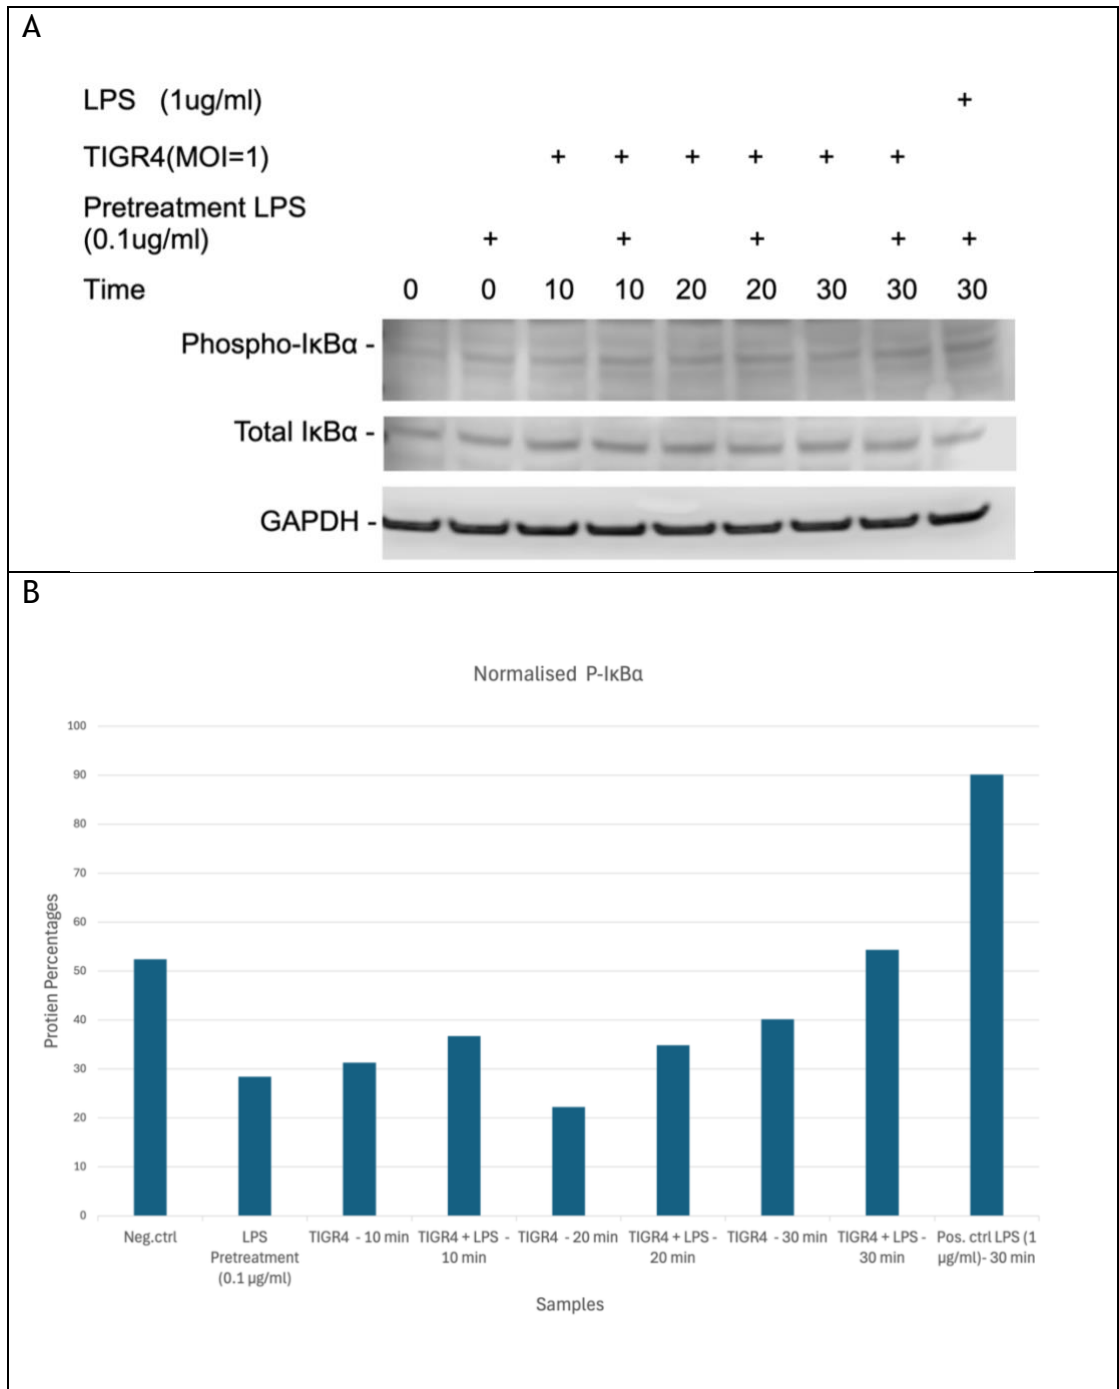 A
LPS (1ug/ml) +
TIGR4(MOI=1) + + + + + +
Pretreatment LPS
(0.1ug/ml) + + + + +
Time 0 0 10 10 20 20 30 30 30
Phospho-IκBα -
Total IκBα -
GAPDH -
B
Normalised P-IκBα
100
90
80
70
60
50
40
30
20
10
0
Protien Percentages
Neg.ctrl
LPS
Pretreatment
(0.1 µg/ml)
TIGR4 - 10 min
TIGR4 + LPS -
10 min
TIGR4 - 20 min
TIGR4 + LPS -
20 min
TIGR4 - 30 min
TIGR4 + LPS -
30 min
Pos. ctrl LPS (1
µg/ml)- 30 min
Samples